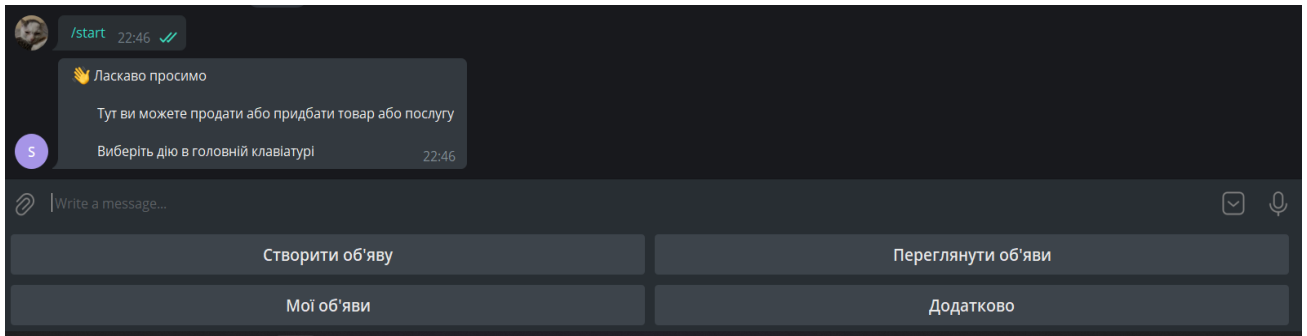 /start 22:46
👋 Ласкаво просимо
Тут ви можете продати або придбати товар або послугу
Виберіть дію в головній клавіатурі 22:46
S
Write a message...
Створити об'яву Переглянути об'яви
Мої об'яви Додатково